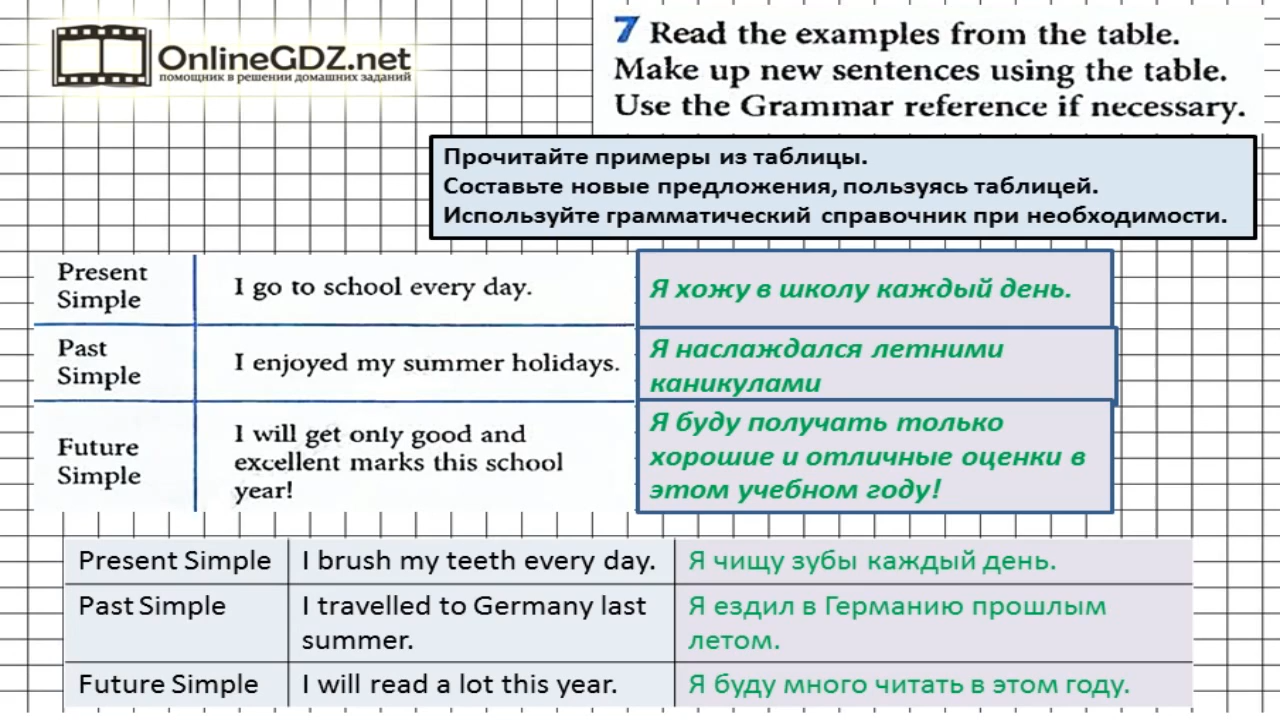 OnlineGDZ.net
помощник в решении домашних заданий
7 Read the examples from the table.
Make up new sentences using the table.
Use the Grammar reference if necessary.
Прочитайте примеры из таблицы.
Составьте новые предложения, пользуясь таблицей.
Используйте грамматический справочник при необходимости.
Present
Simple
I go to school every day.
Я хожу в школу каждый день.
Past
Simple
I enjoyed my summer holidays.
Я наслаждался летними
каникулами
Future
Simple
I will get only good and
excellent marks this school
year!
Я буду получать только
хорошие и отличные оценки в
этом учебном году!
Present Simple
I brush my teeth every day.
Я чищу зубы каждый день.
Past Simple
I travelled to Germany last
summer.
Я ездил в Германию прошлым
летом.
Future Simple
I will read a lot this year.
Я буду много читать в этом году.